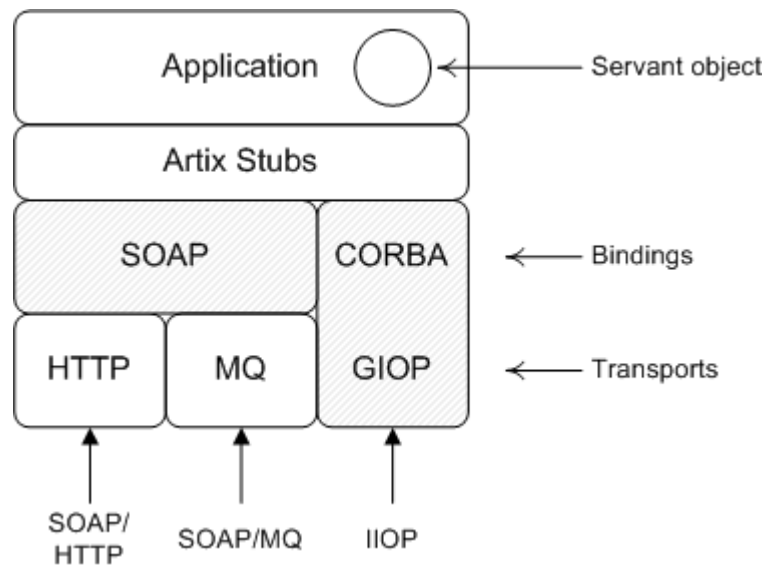 Application
Servant object
Artix Stubs
SOAP
CORBA
Bindings
HTTP
MQ
GIOP
Transports
SOAP/
HTTP
SOAP/MQ
IIOP